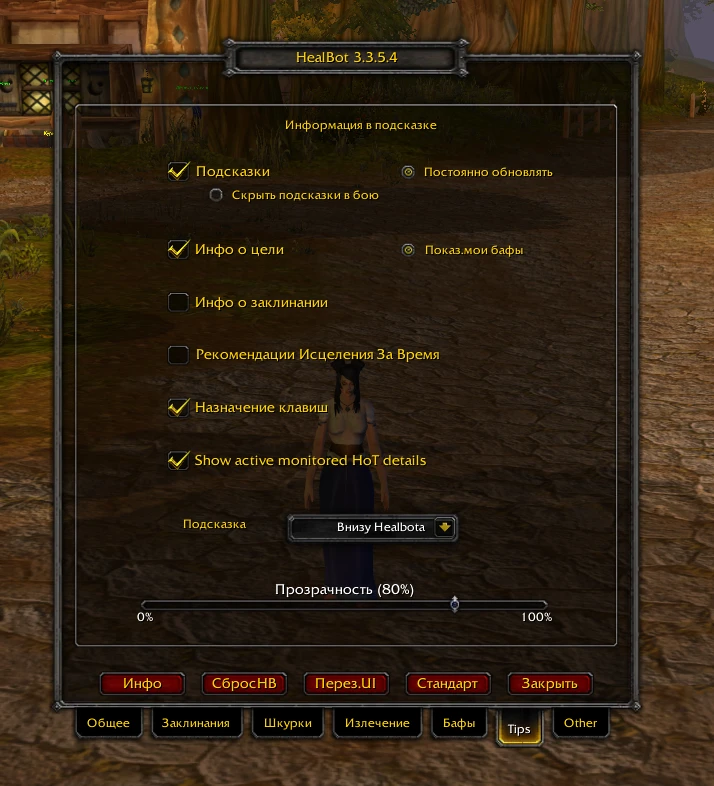 HealBot 3.3.5.4
Информация в подсказке
Подсказки
Постоянно обновлять
Скрыть подсказки в бою
Инфо о цели
Показ.мои бафы
Инфо о заклинании
Рекомендации Исцеления За Время
Назначение клавиш
Show active monitored HoT details
Подсказка
Внизу Healbota
Прозрачность (80%)
0%
100%
Инфо
СбросHB
Перез.UI
Стандарт
Закрыть
Общее
Заклинания
Шкурки
Излечение
Бафы
Tips
Other